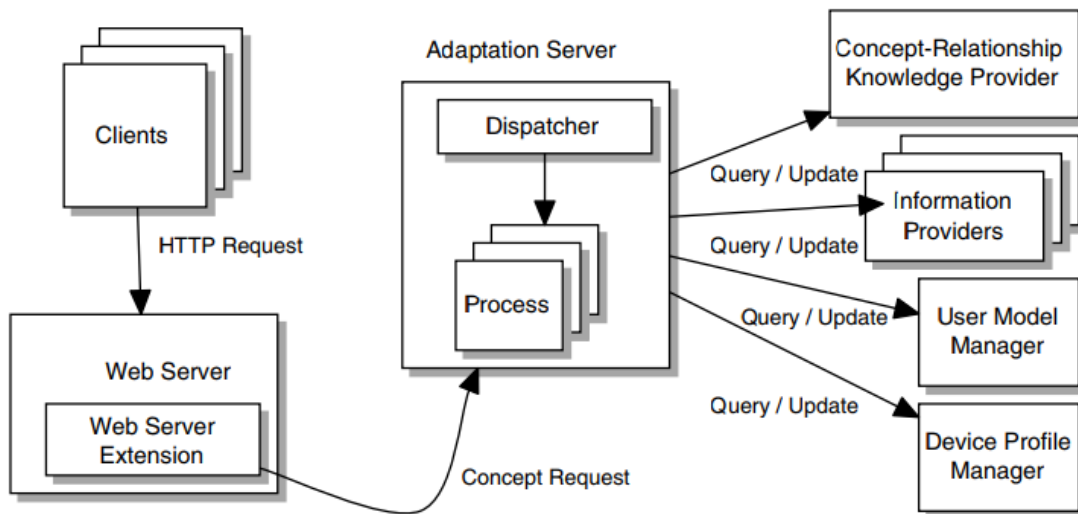 Clients
HTTP Request
Web Server
Web Server
Extension
Concept Request
Adaptation Server
Dispatcher
Process
Concept-Relationship
Knowledge Provider
Query / Update
Information
Providers
Query / Update
User Model
Manager
Query / Update
Device Profile
Manager
Query / Update